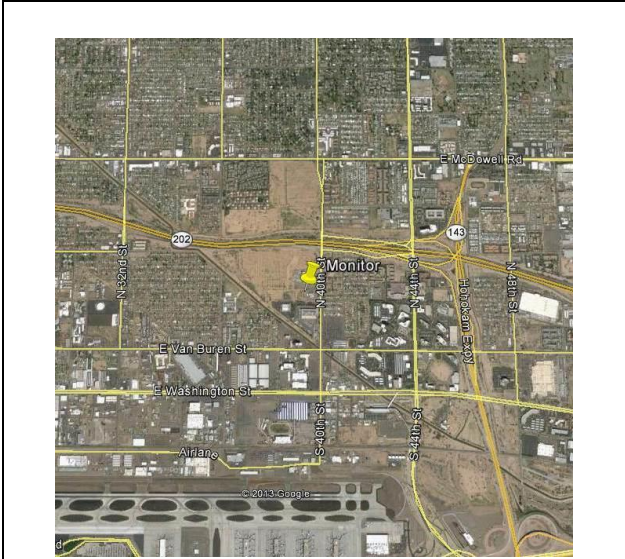 E McDowell Rd
143
202
Monitor
N 32nd St
N 40th St
N 44th St
Hohokam Expy
N 48th St
E Van Buren St
E Washington St
S 40th St
S 44th St
Airlane
© 2013 Google
d